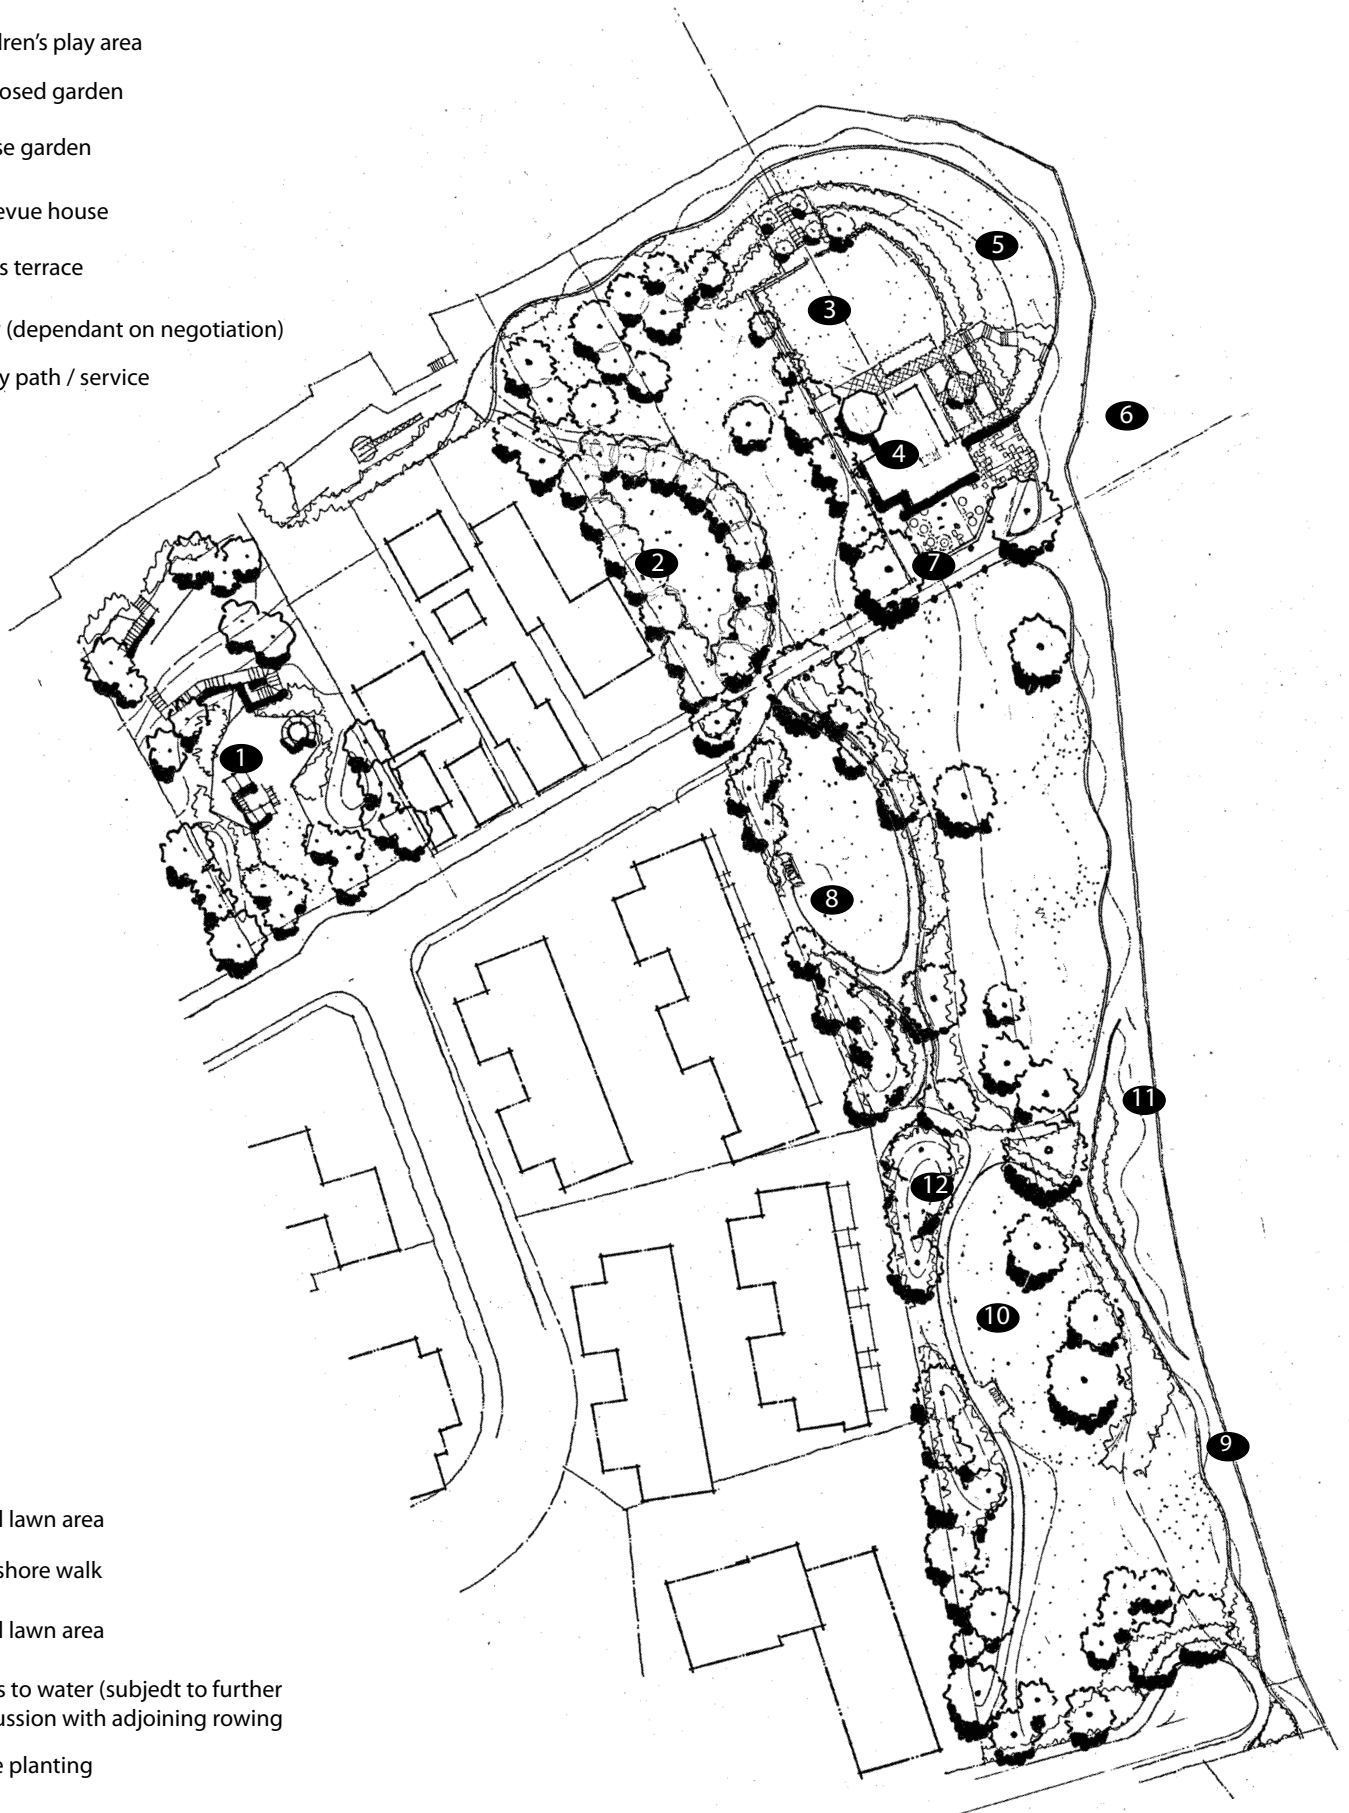 dren's play area
osed garden
se garden
evue house
s terrace
(dependant on negotiation)
y path / service
5
3
6
4
2
7
1
8
11
12
10
9
l lawn area
shore walk
l lawn area
s to water (subjedt to further
ussion with adjoining rowing
e planting